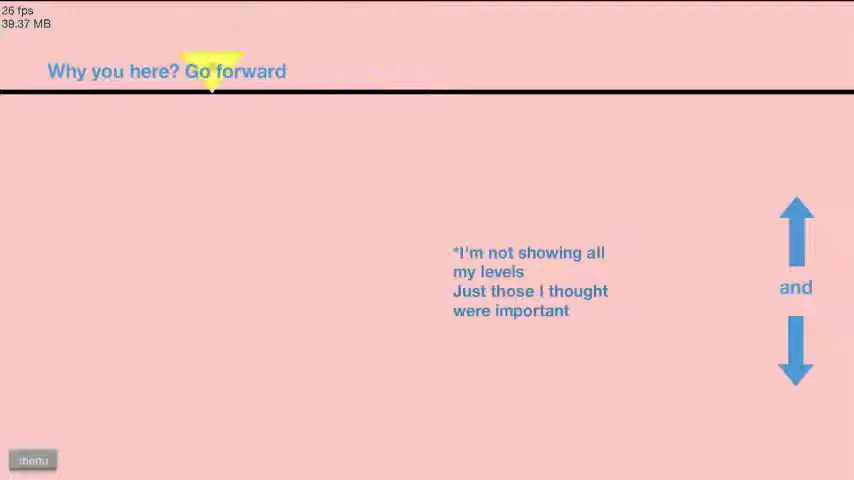 26 fps
39.37 MB
Why you here? Go forward
*I'm not showing all
my levels
Just those I thought
were important
and
menu